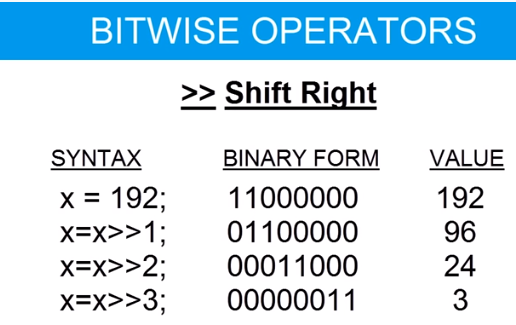 BITWISE OPERATORS
>> Shift Right
SYNTAX BINARY FORM VALUE
x = 192; 11000000 192
x=x>>1; 01100000 96
x=x>>2; 00011000 24
x=x>>3; 00000011 3